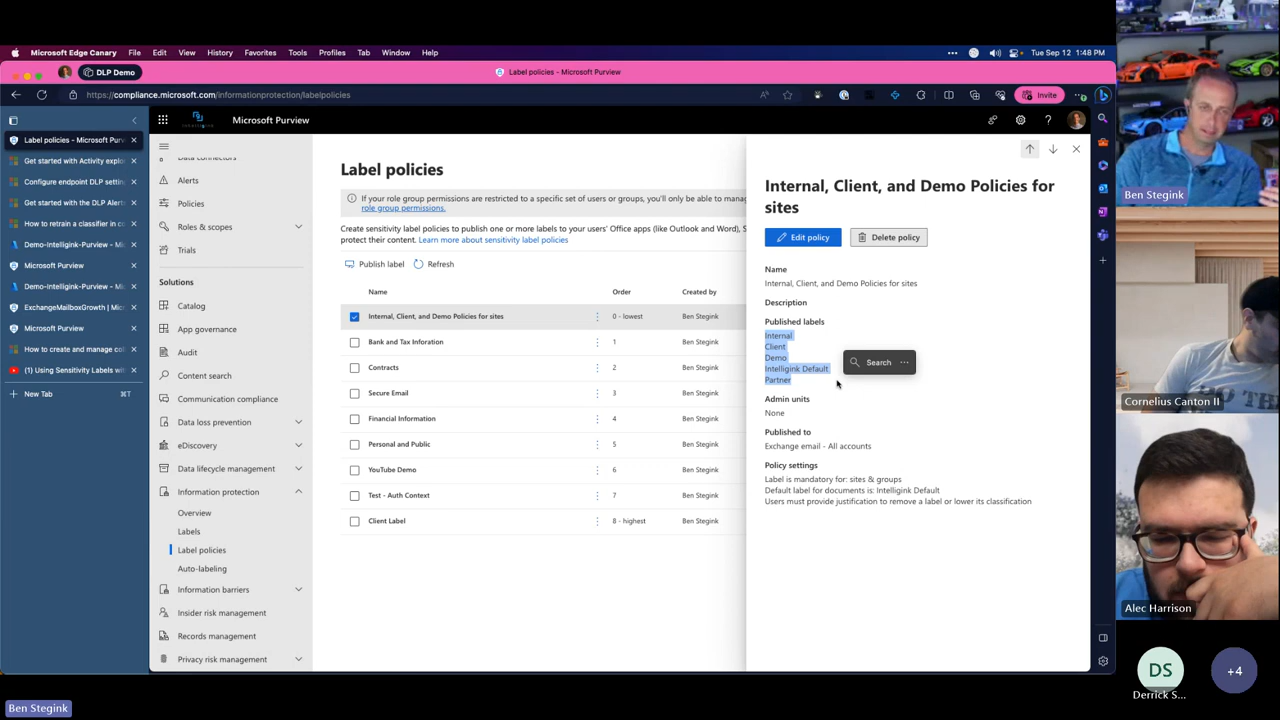 Microsoft Edge Canary File Edit View History Favorites Tools Profiles Tab Window Help
Tue Sep 12 1:48 PM
DLP Demo
Label policies - Microsoft Purview
https://compliance.microsoft.com/informationprotection/labelpolicies
Invite
Microsoft Purview
Label policies - Microsoft Purv
Get started with Activity explo
Configure endpoint DLP settin
Get started with the DLP Alerts
How to retrain a classifier in co
Demo-Intelligink-Purview - Mi
Microsoft Purview
Demo-Intelligink-Purview - Mi
ExchangeMailboxGrowth | Mic
Microsoft Purview
How to create and manage col
(1) Using Sensitivity Labels with
New Tab
⌘T
Data connectors
Alerts
Policies
Roles & scopes
Trials
Solutions
Catalog
App governance
Audit
Content search
Communication compliance
Data loss prevention
eDiscovery
Data lifecycle management
Information protection
Overview
Labels
Label policies
Auto-labeling
Information barriers
Insider risk management
Records management
Privacy risk management
Label policies
If your role group permissions are restricted to a specific set of users or groups, you'll only be able to manag
role group permissions.
Create sensitivity label policies to publish one or more labels to your users' Office apps (like Outlook and Word), S
protect their content. Learn more about sensitivity label policies
Publish label Refresh
Name Order Created by
Internal, Client, and Demo Policies for sites 0 - lowest Ben Stegink
Bank and Tax Inforation 1 Ben Stegink
Contracts 2 Ben Stegink
Secure Email 3 Ben Stegink
Financial Information 4 Ben Stegink
Personal and Public 5 Ben Stegink
YouTube Demo 6 Ben Stegink
Test - Auth Context 7 Ben Stegink
Client Label 8 - highest Ben Stegink
Internal, Client, and Demo Policies for
sites
Edit policy Delete policy
Name
Internal, Client, and Demo Policies for sites
Description
Published labels
Internal
Client
Demo
Intelligink Default
Partner
Search
Admin units
None
Published to
Exchange email - All accounts
Policy settings
Label is mandatory for: sites & groups
Default label for documents is: Intelligink Default
Users must provide justification to remove a label or lower its classification
Ben Stegink
Cornelius Canton II
Alec Harrison
DS
Derrick S...
+4
Ben Stegink